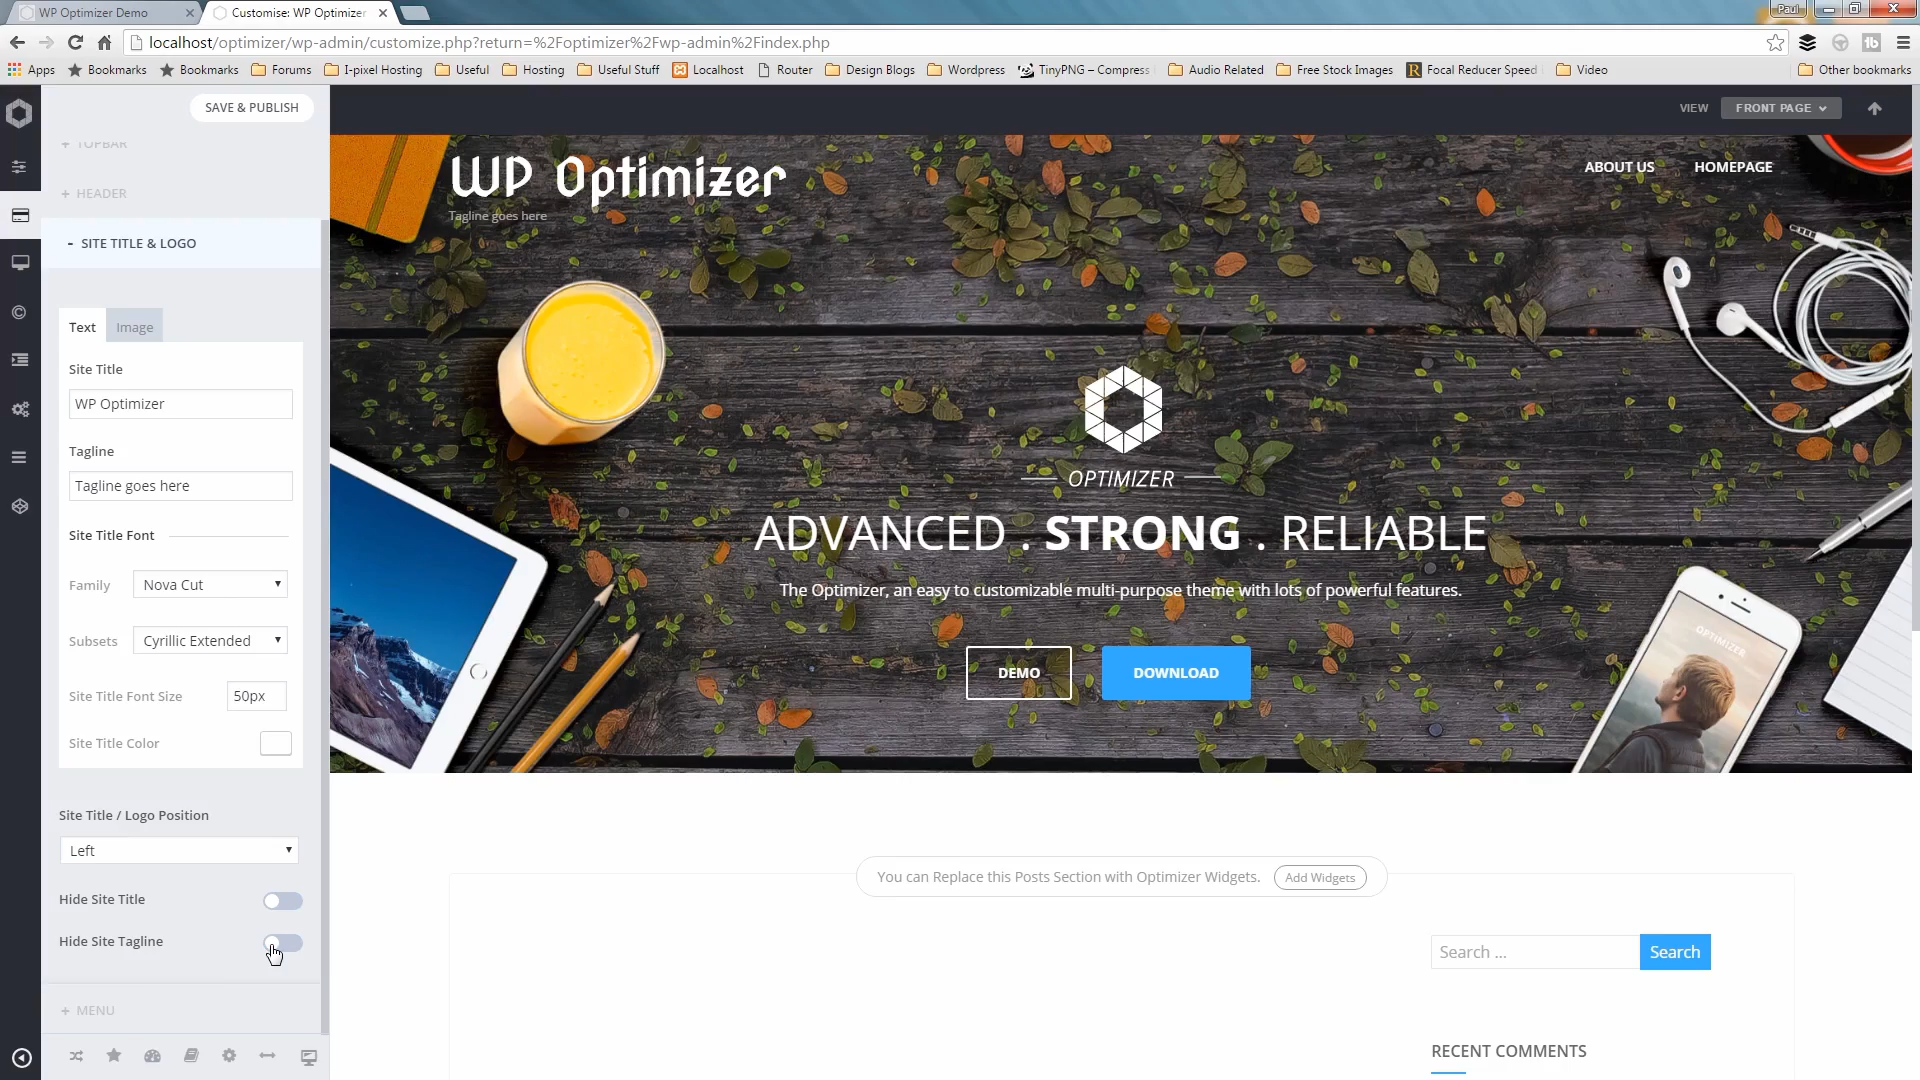 WP Optimizer Demo
Customise: WP Optimizer
Paul
localhost/optimizer/wp-admin/customize.php?return=%2Foptimizer%2Fwp-admin%2Findex.php
Apps Bookmarks Bookmarks Forums I-pixel Hosting Useful Hosting Useful Stuff Localhost Router Design Blogs Wordpress TinyPNG – Compress Audio Related Free Stock Images Focal Reducer Speed Video Other bookmarks
SAVE & PUBLISH
VIEW FRONT PAGE
+ TOPBAR
+ HEADER
- SITE TITLE & LOGO
Text Image
Site Title
WP Optimizer
Tagline
Tagline goes here
Site Title Font
Family Nova Cut
Subsets Cyrillic Extended
Site Title Font Size 50px
Site Title Color
Site Title / Logo Position
Left
Hide Site Title
Hide Site Tagline
+ MENU
WP Optimizer
Tagline goes here
ABOUT US HOMEPAGE
OPTIMIZER
ADVANCED . STRONG . RELIABLE
The Optimizer, an easy to customizable multi-purpose theme with lots of powerful features.
DEMO DOWNLOAD
OPTIMIZER
You can Replace this Posts Section with Optimizer Widgets. Add Widgets
Search ... Search
RECENT COMMENTS